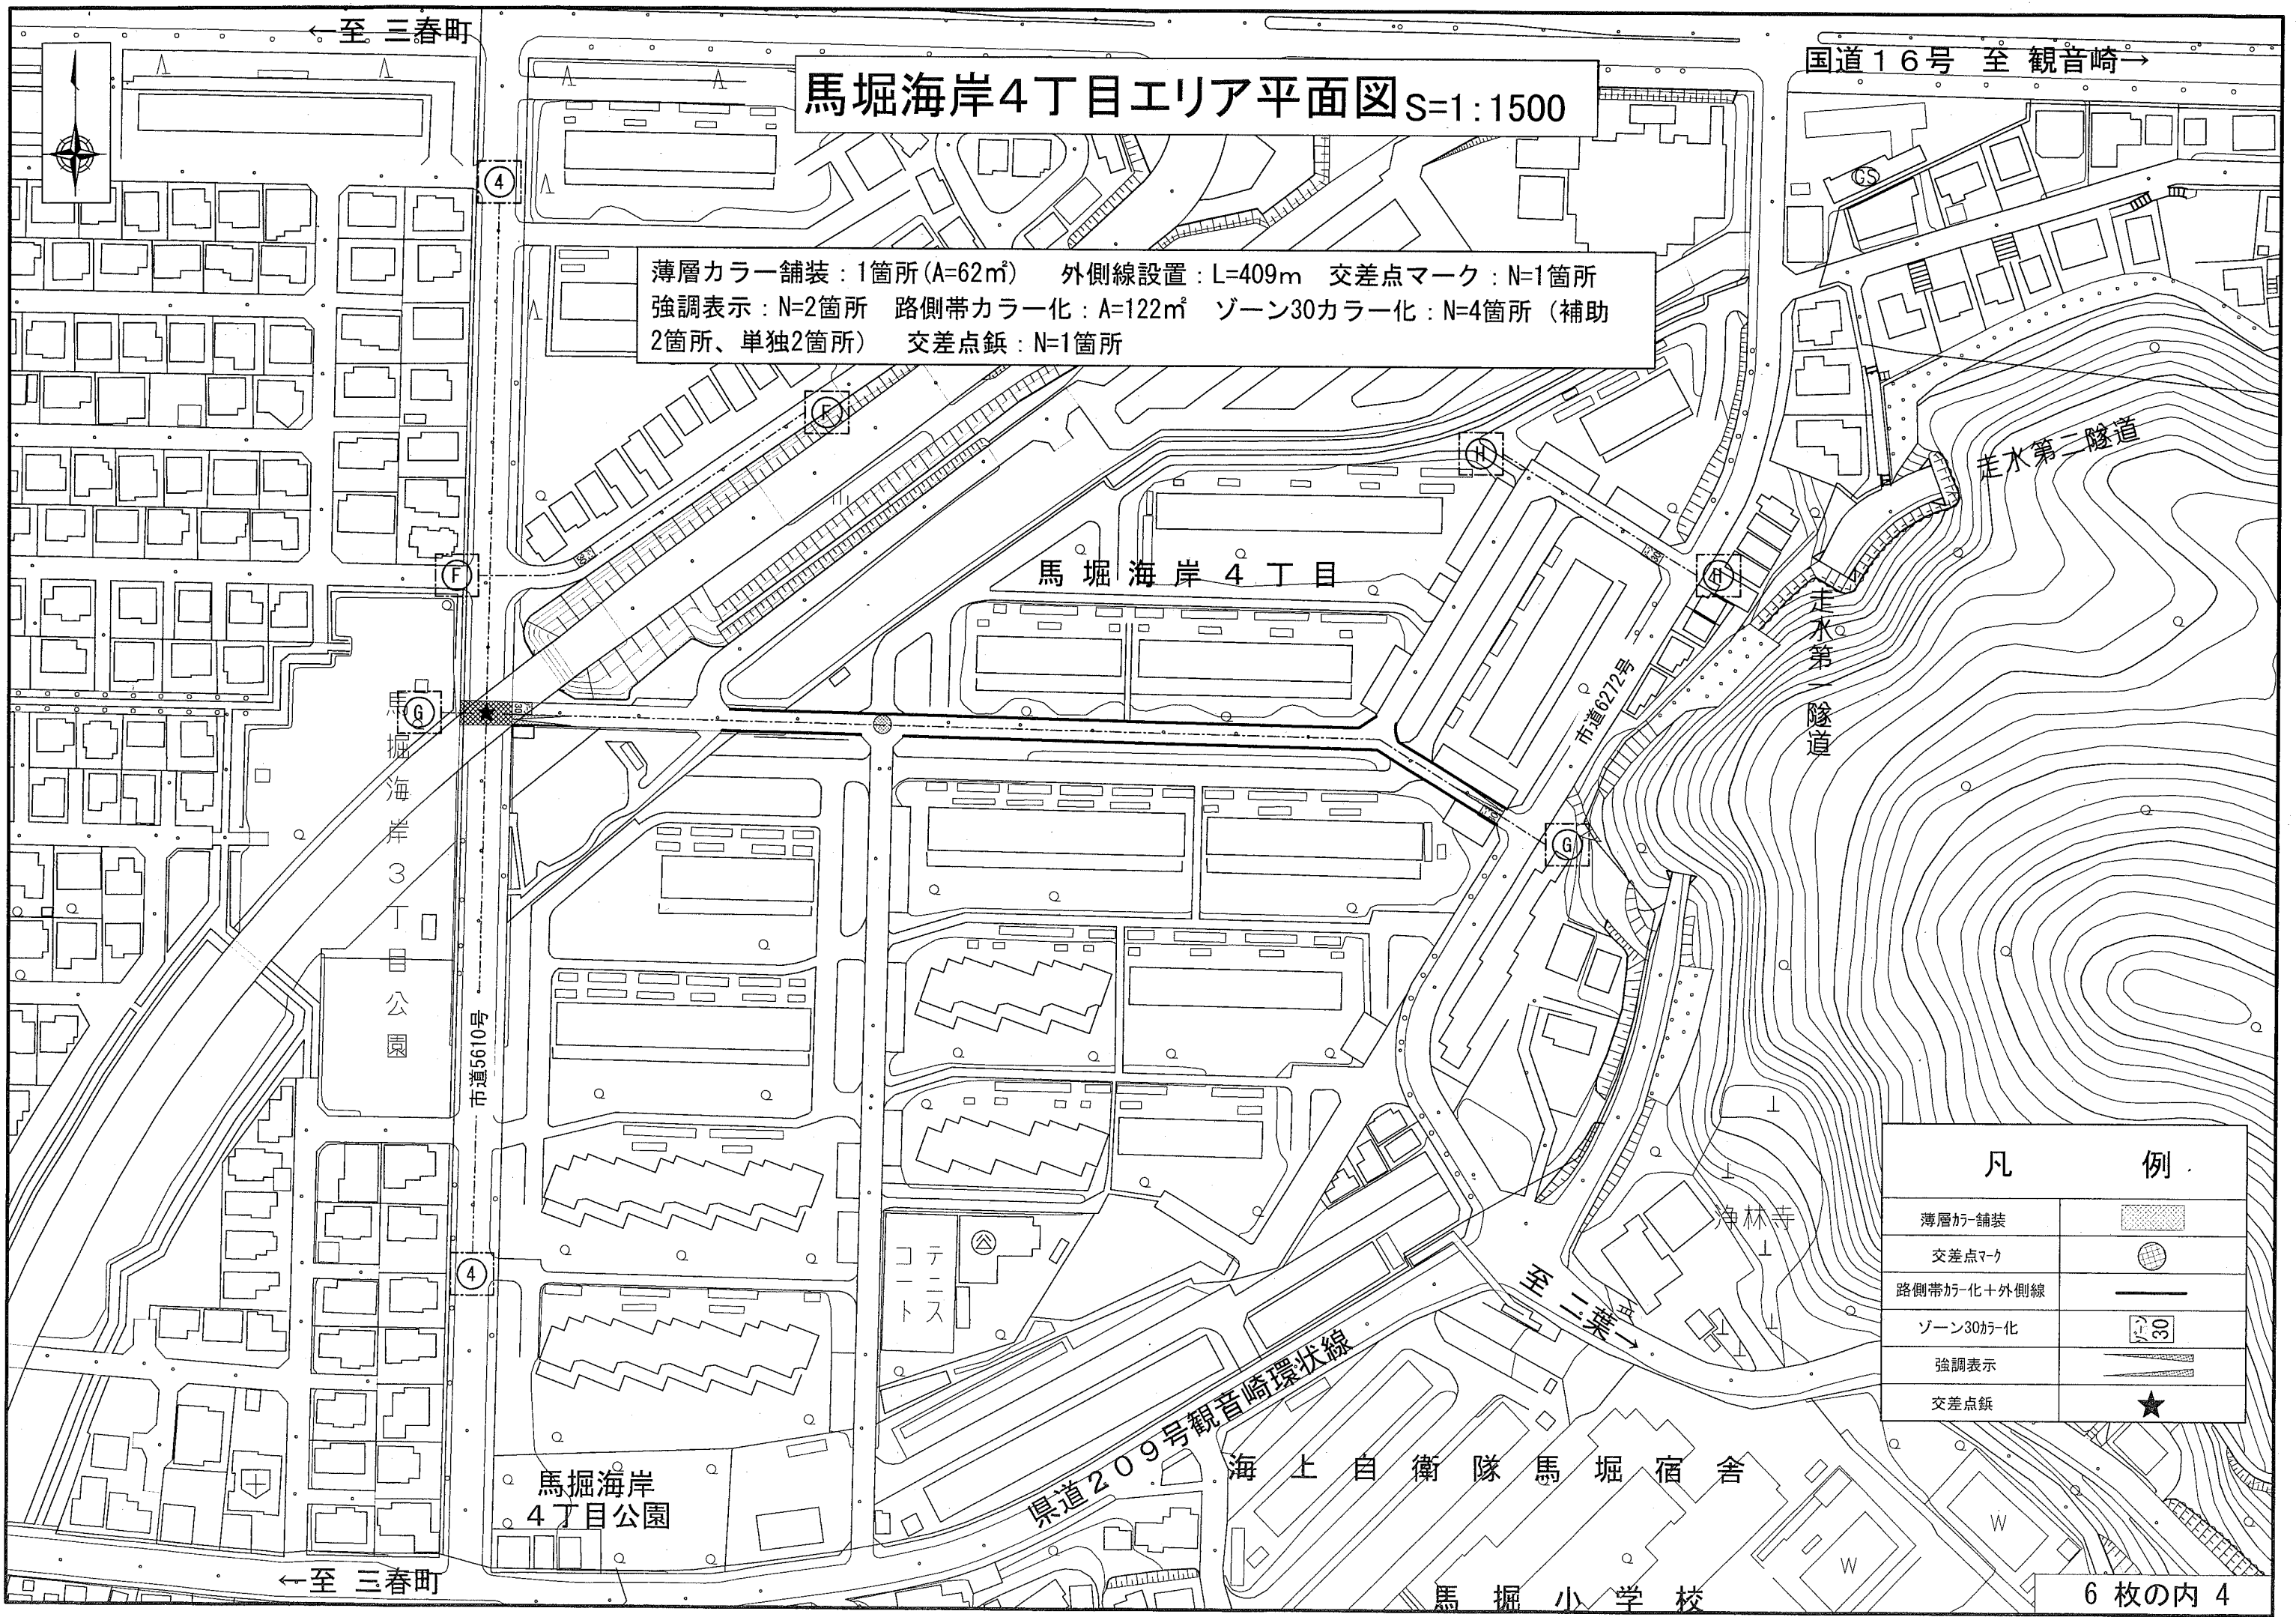 ←至 三春町
国道16号 至 観音崎→
馬堀海岸4丁目エリア平面図 S=1:1500
4
GS
薄層カラー舗装：1箇所(A=62㎡)　外側線設置：L=409m　交差点マーク：N=1箇所
強調表示：N=2箇所　路側帯カラー化：A=122㎡　ゾーン30カラー化：N=4箇所（補助
2箇所、単独2箇所）　交差点鋲：N=1箇所
F
H
走水第二隧道
F
馬堀海岸4丁目
H
走水第一隧道
市道6272号
G
馬掘海岸3丁目公園
G
市道5610号
4
テニス
コート
浄林寺
至 二葉→
県道209号観音崎環状線
馬掘海岸
4丁目公園
海上自衛隊馬堀宿舎
W
W
←至 三春町
馬掘小学校
凡例
薄層ｶﾗｰ舗装
交差点ﾏｰｸ
路側帯ｶﾗｰ化＋外側線
ゾーン30ｶﾗｰ化
ゾーン30
強調表示
交差点鋲
6 枚の内 4